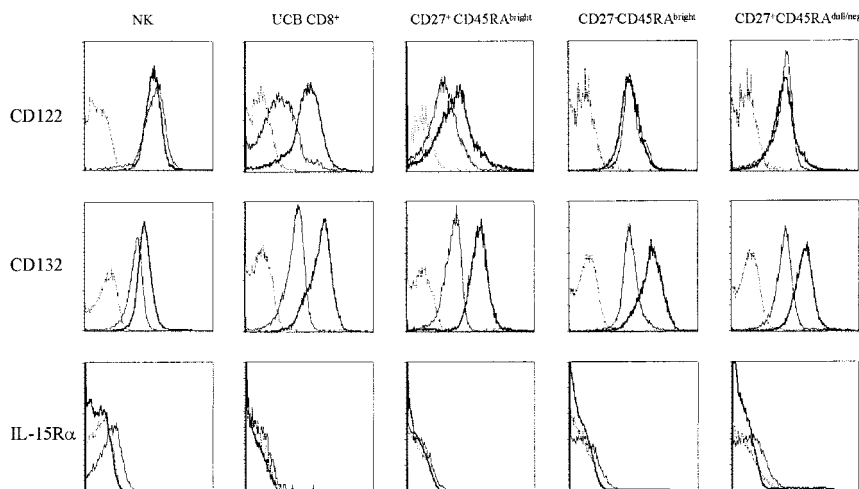 NK
UCB CD8⁺
CD27⁺ CD45RAbright
CD27⁻CD45RAbright
CD27⁺CD45RAdull/neg
CD122
CD132
IL-15Rα